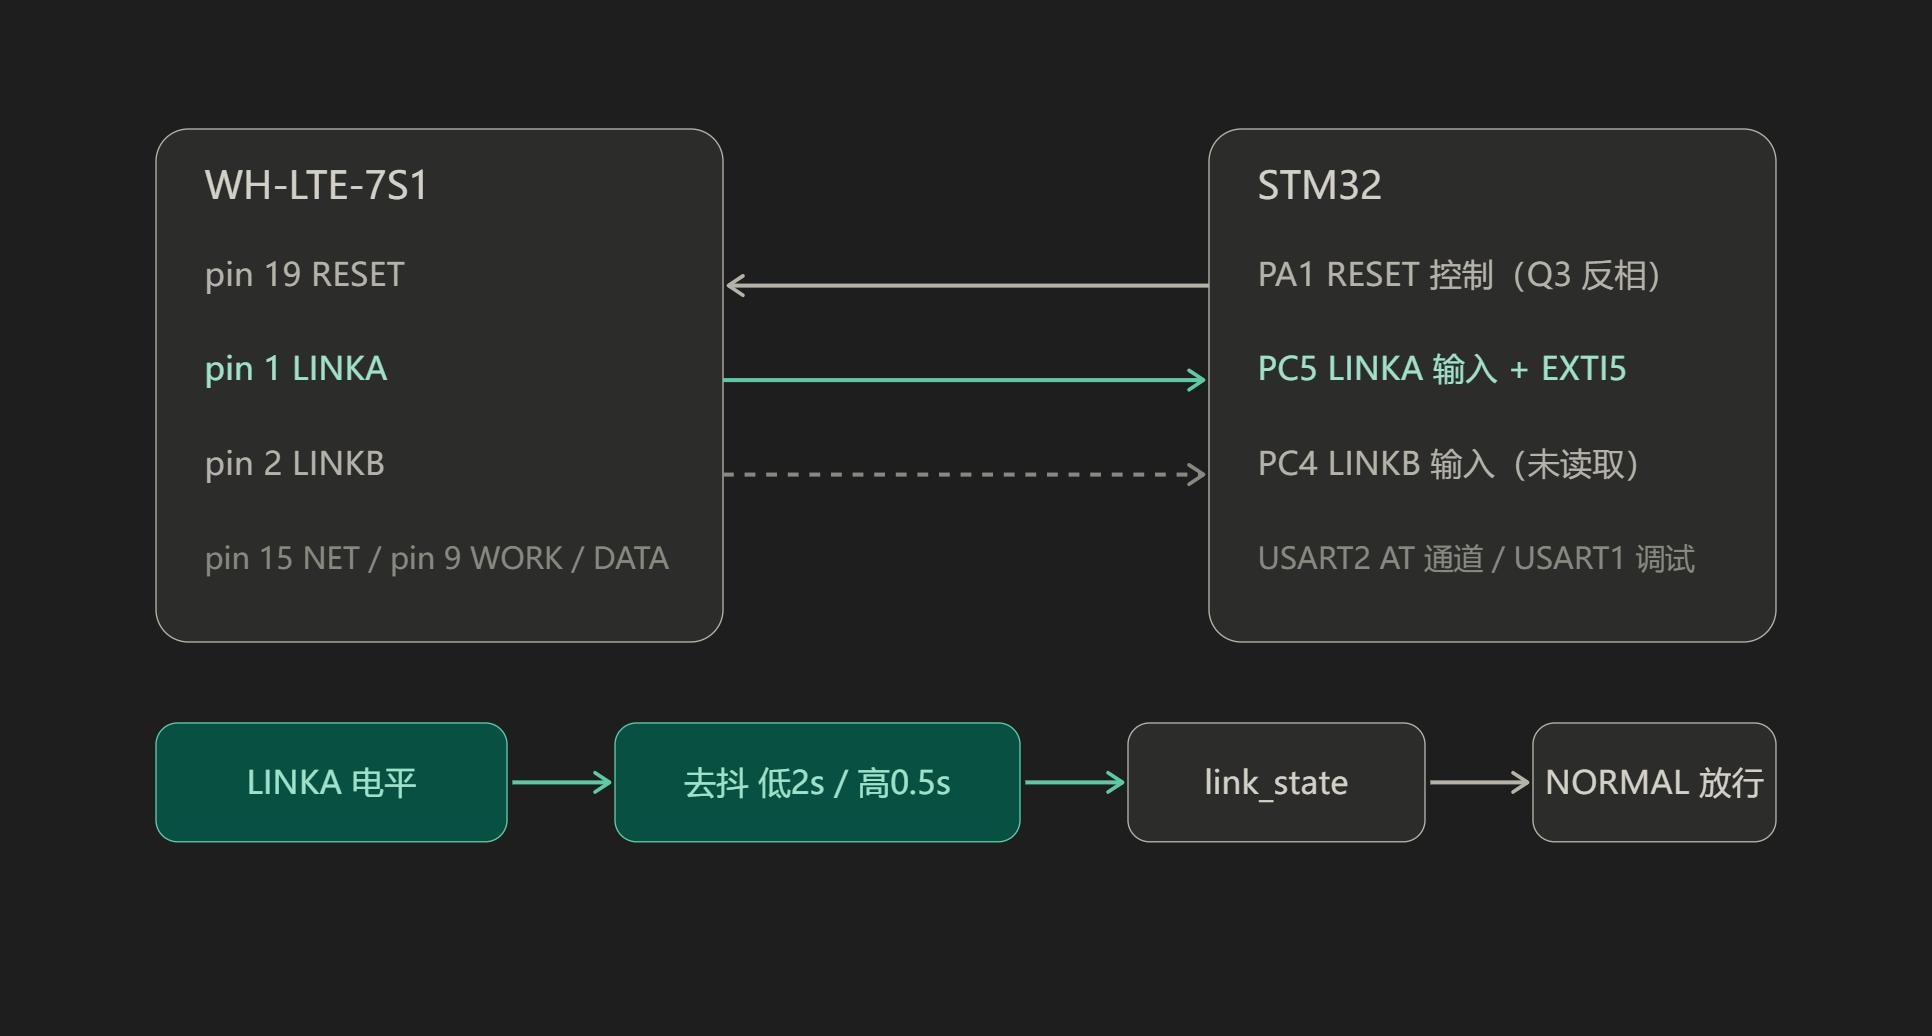 WH-LTE-7S1
pin 19 RESET
pin 1 LINKA
pin 2 LINKB
pin 15 NET / pin 9 WORK / DATA
STM32
PA1 RESET 控制（Q3 反相）
PC5 LINKA 输入 + EXTI5
PC4 LINKB 输入（未读取）
USART2 AT 通道 / USART1 调试
LINKA 电平
去抖 低2s / 高0.5s
link_state
NORMAL 放行